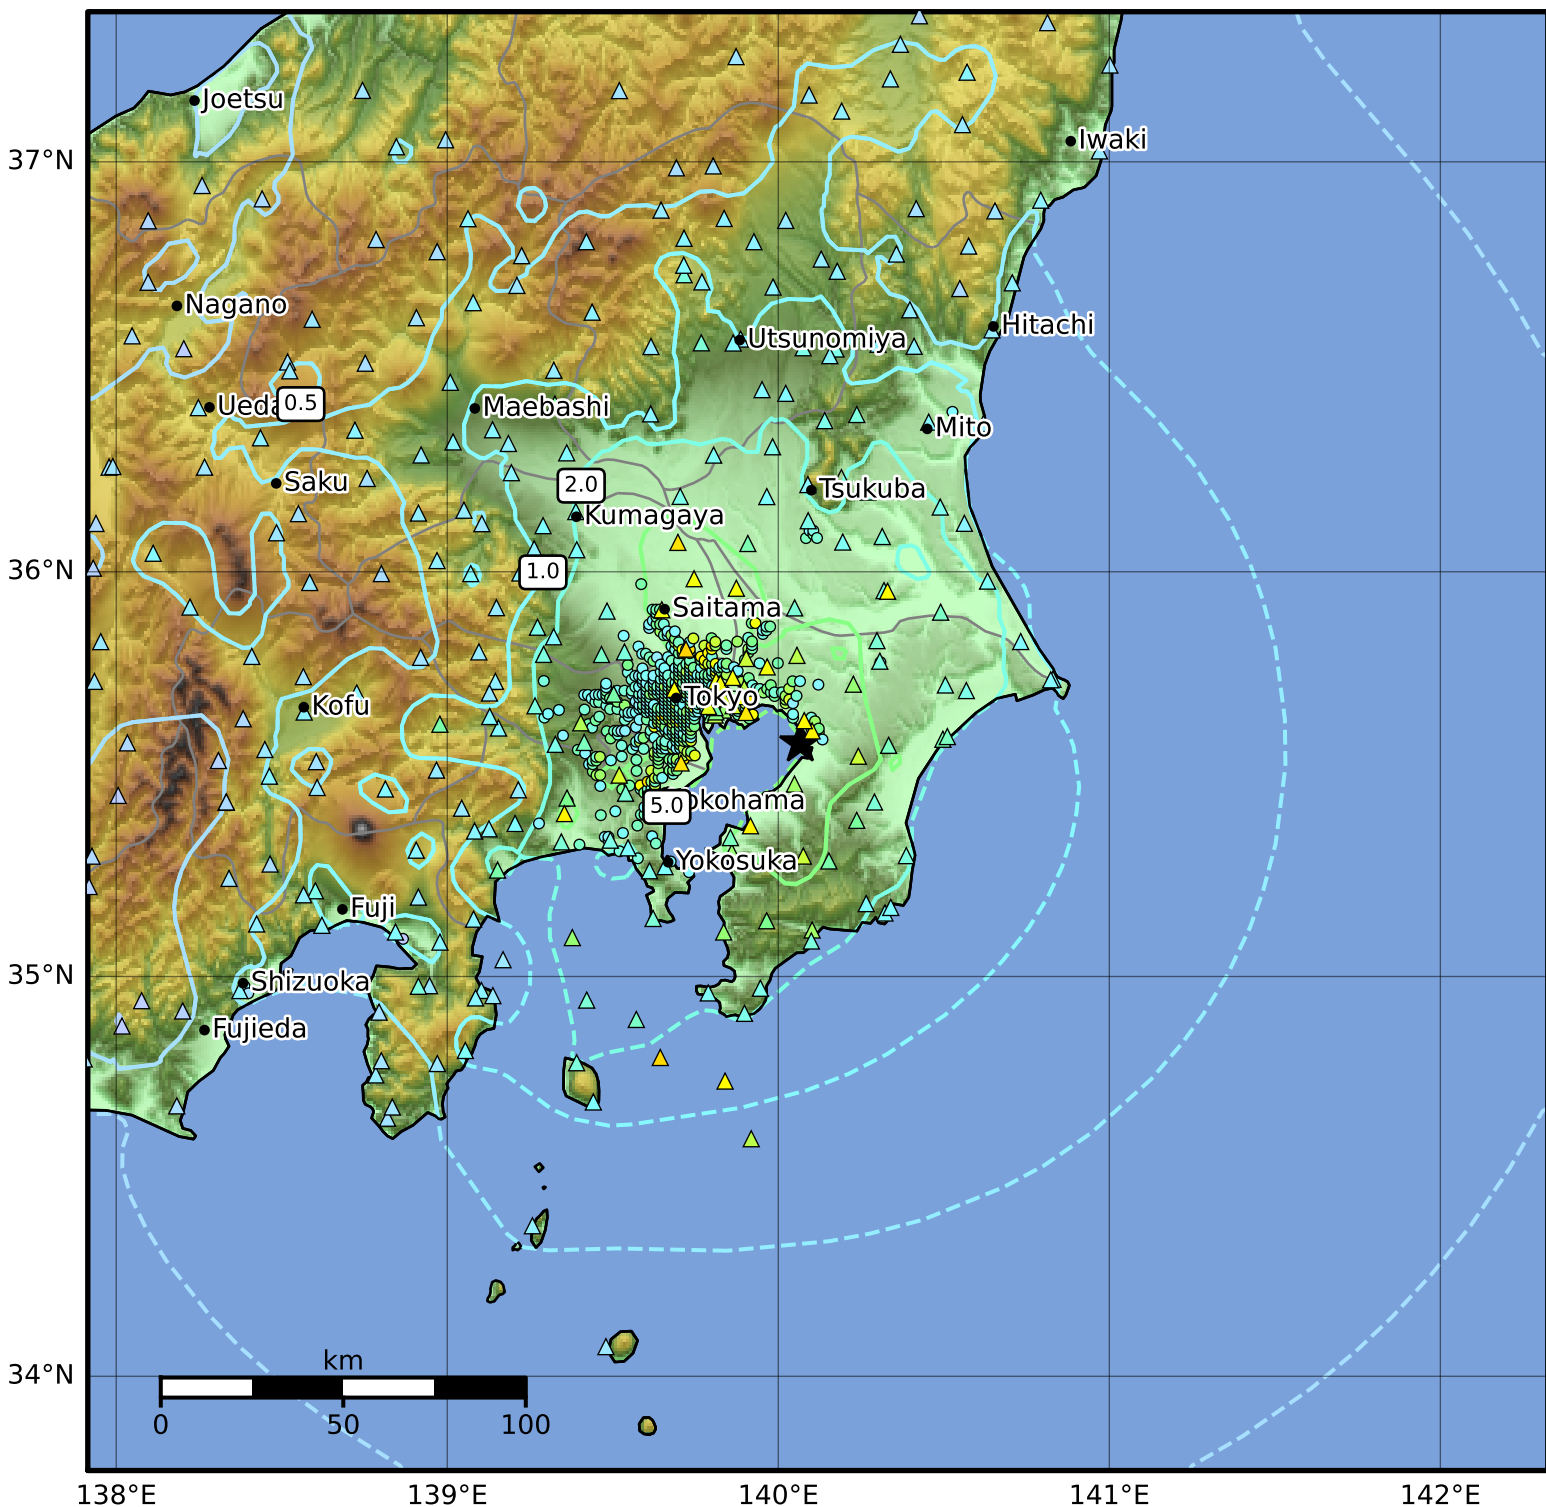 Joetsu
Iwaki
37°N
Nagano
Hitachi
Utsunomiya
Ueda
0.5
Maebashi
Mito
Saku
2.0
Tsukuba
Kumagaya
36°N
1.0
Saitama
Tokyo
Kofu
5.0
okohama
Yokosuka
Fuji
35°N
Shizuoka
Fujieda
km
34°N
0 50 100
138°E 139°E 140°E 141°E 142°E